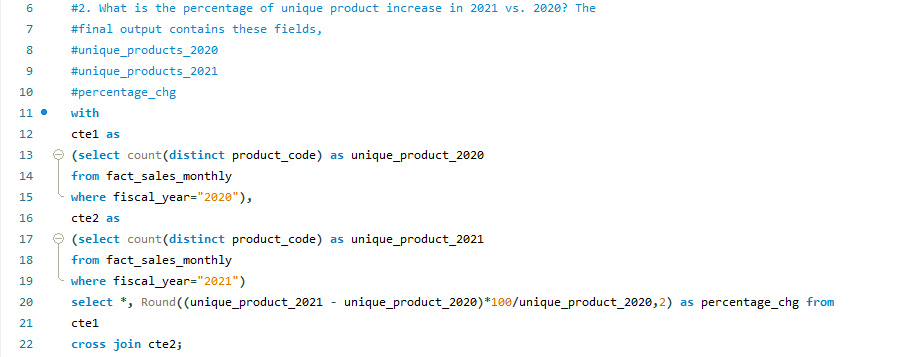 6 #2. What is the percentage of unique product increase in 2021 vs. 2020? The
7 #final output contains these fields,
8 #unique_products_2020
9 #unique_products_2021
10 #percentage_chg
11 with
12 cte1 as
13 (select count(distinct product_code) as unique_product_2020
14 from fact_sales_monthly
15 where fiscal_year="2020"),
16 cte2 as
17 (select count(distinct product_code) as unique_product_2021
18 from fact_sales_monthly
19 where fiscal_year="2021")
20 select *, Round((unique_product_2021 - unique_product_2020)*100/unique_product_2020,2) as percentage_chg from
21 cte1
22 cross join cte2;